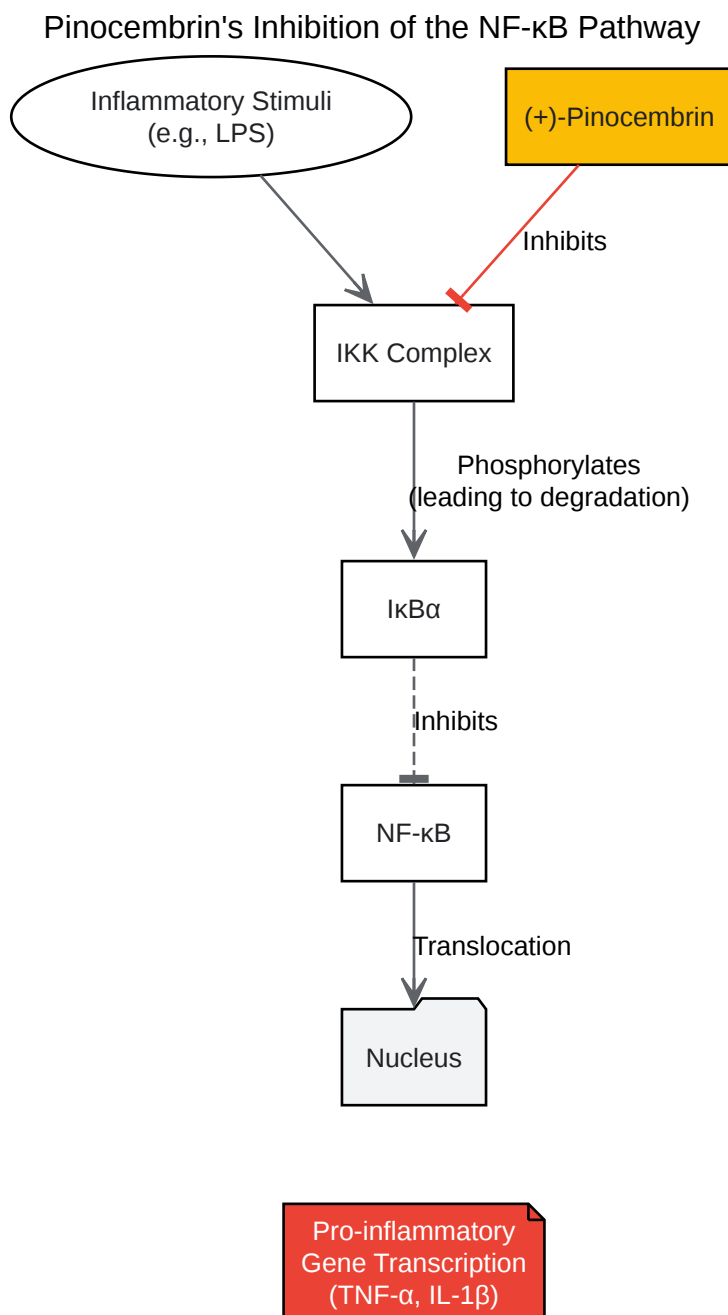 Pinocembrin's Inhibition of the NF-κB Pathway
Inflammatory Stimuli
(e.g., LPS)
(+)-Pinocembrin
Inhibits
IKK Complex
Phosphorylates
(leading to degradation)
IκBα
Inhibits
NF-κB
Translocation
Nucleus
Pro-inflammatory
Gene Transcription
(TNF-α, IL-1β)